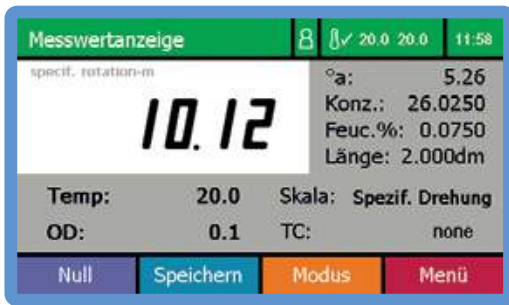 Messwertanzeige 8 20.0 20.0 11:58
specif. rotation-m
10.12
°a: 5.26
Konz.: 26.0250
Feuc.%: 0.0750
Länge: 2.000dm
Temp: 20.0 Skala: Spezif. Drehung
OD: 0.1 TC: none
Null Speichern Modus Menü